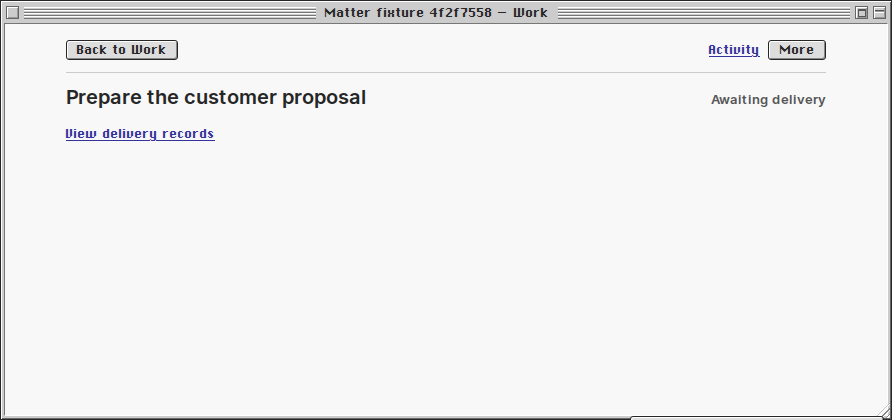 Matter fixture 4f2f7558 — Work
Back to Work
Activity
More
Prepare the customer proposal
Awaiting delivery
View delivery records